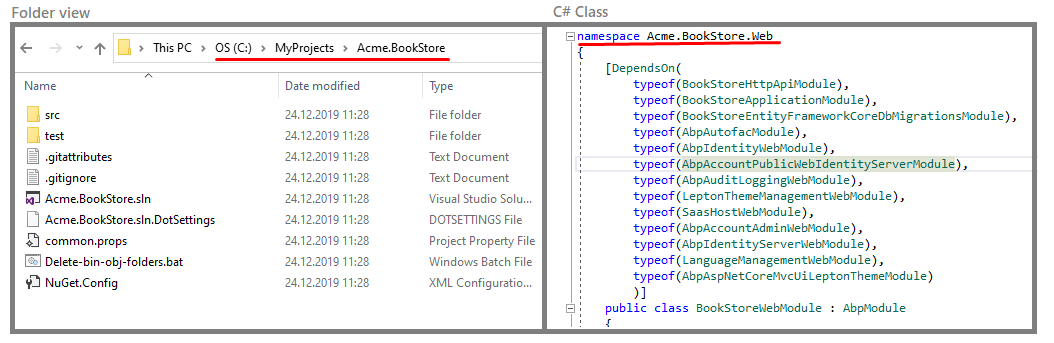 Folder view
This PC > OS (C:) > MyProjects > Acme.BookStore
Name Date modified Type
src 24.12.2019 11:28 File folder
test 24.12.2019 11:28 File folder
.gitattributes 24.12.2019 11:28 Text Document
.gitignore 24.12.2019 11:28 Text Document
Acme.BookStore.sln 24.12.2019 11:28 Visual Studio Solu...
Acme.BookStore.sln.DotSettings 24.12.2019 11:28 DOTSETTINGS File
common.props 24.12.2019 11:28 Project Property File
Delete-bin-obj-folders.bat 24.12.2019 11:28 Windows Batch File
NuGet.Config 24.12.2019 11:28 XML Configuratio...
C# Class
namespace Acme.BookStore.Web
{
[DependsOn(
typeof(BookStoreHttpApiModule),
typeof(BookStoreApplicationModule),
typeof(BookStoreEntityFrameworkCoreDbMigrationsModule),
typeof(AbpAutofacModule),
typeof(AbpIdentityWebModule),
typeof(AbpAccountPublicWebIdentityServerModule),
typeof(AbpAuditLoggingWebModule),
typeof(LeptonThemeManagementWebModule),
typeof(SaasHostWebModule),
typeof(AbpAccountAdminWebModule),
typeof(AbpIdentityServerWebModule),
typeof(LanguageManagementWebModule),
typeof(AbpAspNetCoreMvcUiLeptonThemeModule)
)]
public class BookStoreWebModule : AbpModule
{